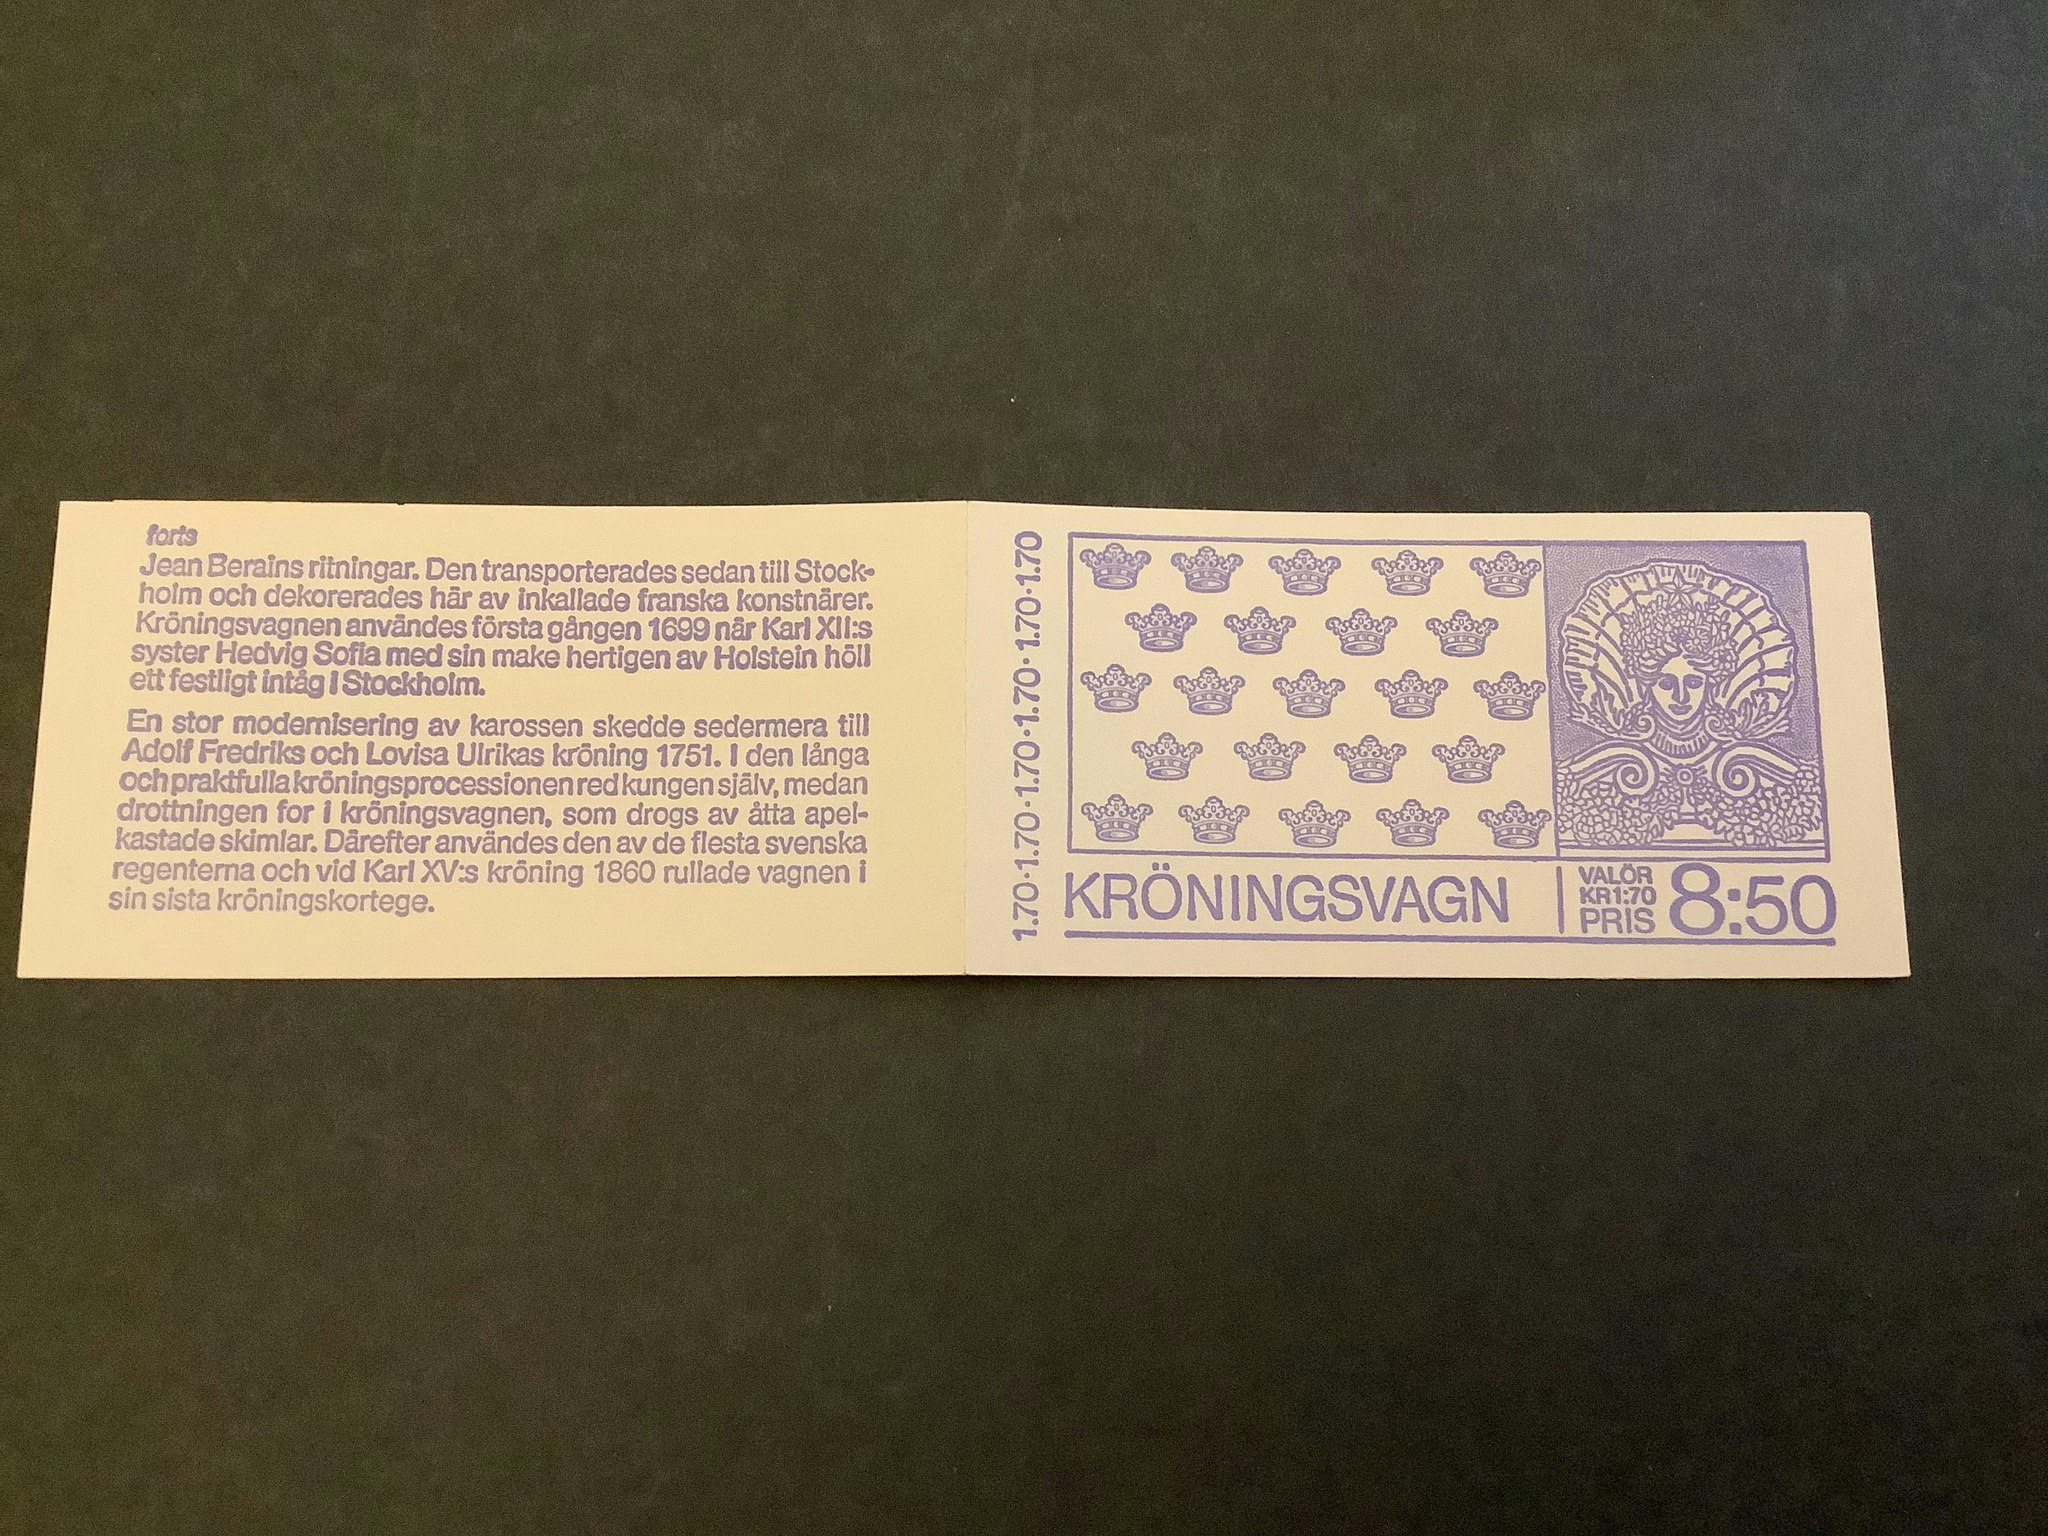 forts
Jean Berains ritningar. Den transporterades sedan till Stock-
holm och dekorerades här av inkallade franska konstnärer.
Kröningsvagnen användes första gången 1699 när Karl XII:s
syster Hedvig Sofia med sin make hertigen av Holstein höll
ett festligt intåg i Stockholm.
En stor modernisering av karossen skedde sedermera till
Adolf Fredriks och Lovisa Ulrikas kröning 1751. I den långa
och praktfulla kröningsprocessionen red kungen själv, medan
drottningen for i kröningsvagnen, som drogs av åtta apel-
kastade skimlar. Därefter användes den av de flesta svenska
regenterna och vid Karl XV:s kröning 1860 rullade vagnen i
sin sista kröningskortege.
1.70·1.70·1.70·1.70·1.70·1.70
KRÖNINGSVAGN
VALÖR
KR1:70
PRIS
8:50